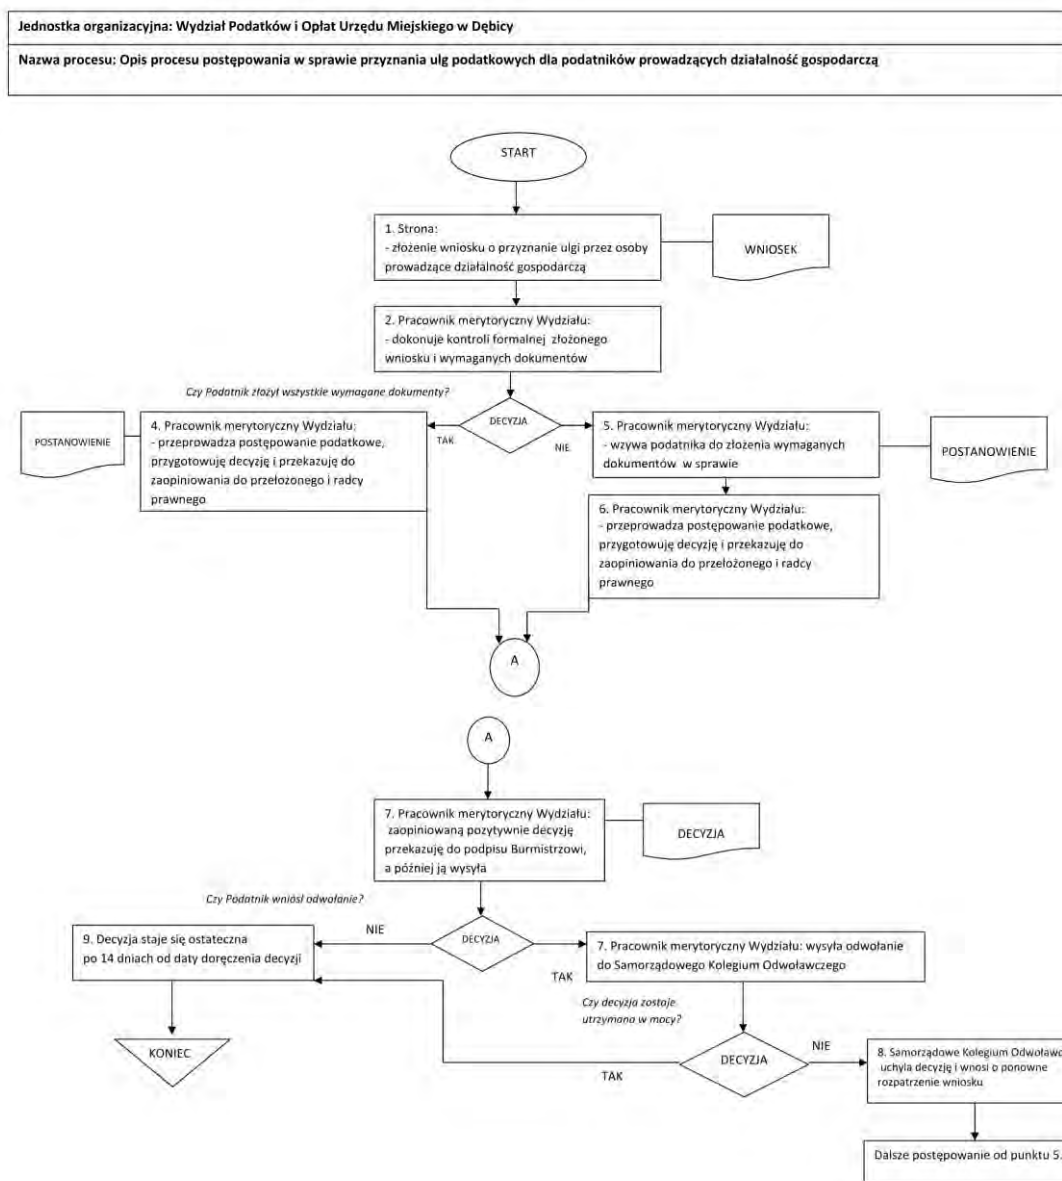 Jednostka organizacyjna: Wydział Podatków i Opłat Urzędu Miejskiego w Dębicy
Nazwa procesu: Opis procesu postępowania w sprawie przyznania ulg podatkowych dla podatników prowadzących działalność gospodarczą
START
1. Strona:
- złożenie wniosku o przyznanie ulgi przez osoby
prowadzące działalność gospodarczą
WNIOSEK
2. Pracownik merytoryczny Wydziału:
- dokonuje kontroli formalnej złożonego
wniosku i wymaganych dokumentów
Czy Podatnik złożył wszystkie wymagane dokumenty?
DECYZJA
TAK
NIE
POSTANOWIENIE
4. Pracownik merytoryczny Wydziału:
- przeprowadza postępowanie podatkowe,
przygotowuję decyzję i przekazuję do
zaopiniowania do przełożonego i radcy
prawnego
5. Pracownik merytoryczny Wydziału:
- wzywa podatnika do złożenia wymaganych
dokumentów w sprawie
POSTANOWIENIE
6. Pracownik merytoryczny Wydziału:
- przeprowadza postępowanie podatkowe,
przygotowuję decyzję i przekazuję do
zaopiniowania do przełożonego i radcy
prawnego
A
A
7. Pracownik merytoryczny Wydziału:
zaopiniowaną pozytywnie decyzję
przekazuję do podpisu Burmistrzowi,
a później ją wysyła
DECYZJA
Czy Podatnik wniósł odwołanie?
NIE
DECYZJA
TAK
9. Decyzja staje się ostateczna
po 14 dniach od daty doręczenia decyzji
7. Pracownik merytoryczny Wydziału: wysyła odwołanie
do Samorządowego Kolegium Odwoławczego
Czy decyzja zostaje
utrzymana w mocy?
KONIEC
DECYZJA
TAK
NIE
8. Samorządowe Kolegium Odwoławc
uchyla decyzję i wnosi o ponowne
rozpatrzenie wniosku
Dalsze postępowanie od punktu 5.